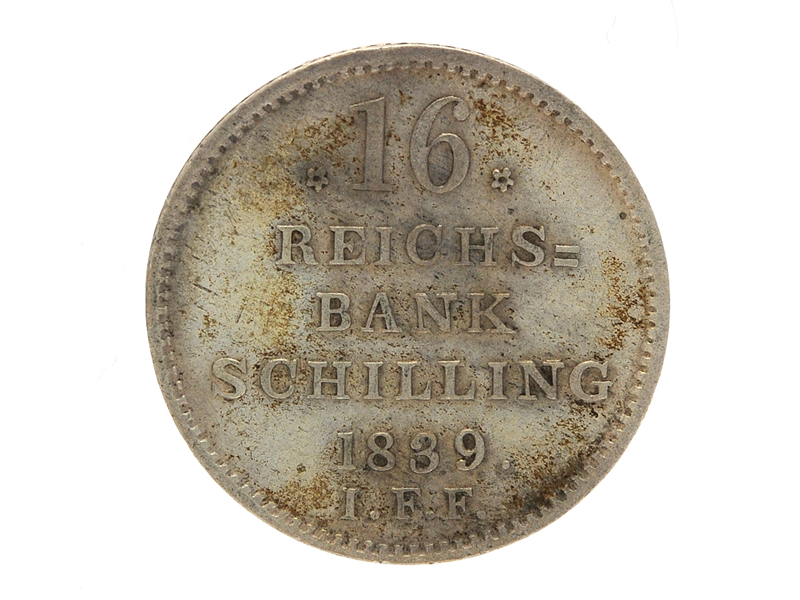 16
REICHS=
BANK
SCHILLING
1839.
I.F.F.